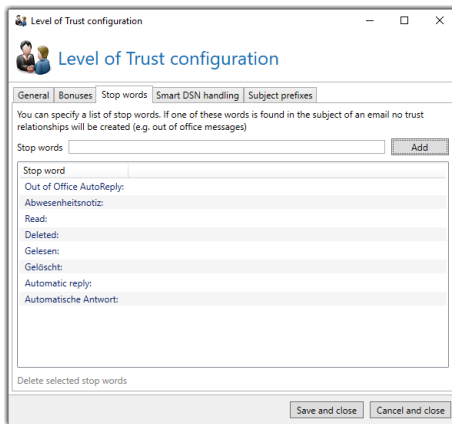 Level of Trust configuration
Level of Trust configuration
General Bonuses Stop words Smart DSN handling Subject prefixes
You can specify a list of stop words. If one of these words is found in the subject of an email no trust
relationships will be created (e.g. out of office messages)
Stop words Add
Stop word
Out of Office AutoReply:
Abwesenheitsnotiz:
Read:
Deleted:
Gelesen:
Gelöscht:
Automatic reply:
Automatische Antwort:
Delete selected stop words
Save and close Cancel and close